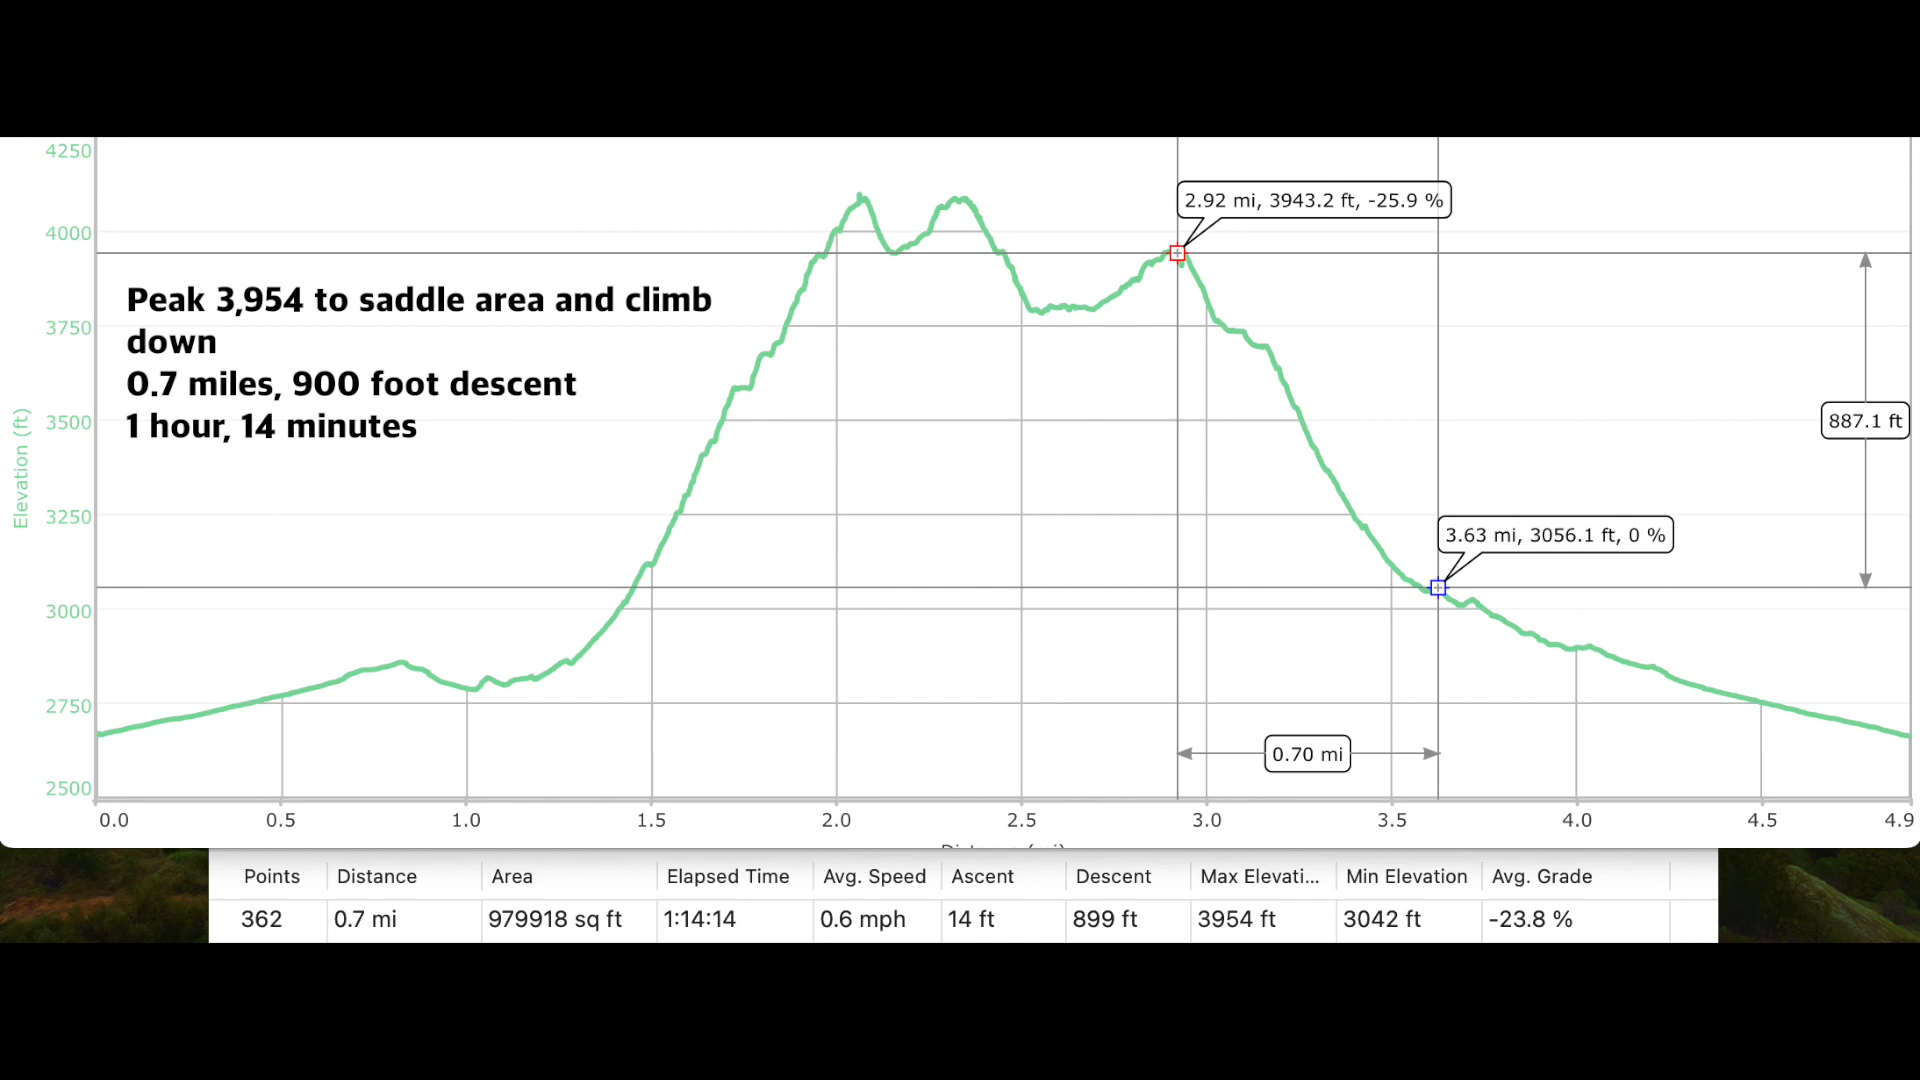 4250
2.92 mi, 3943.2 ft, -25.9 %
4000
Peak 3,954 to saddle area and climb
down
0.7 miles, 900 foot descent
1 hour, 14 minutes
3750
3500
887.1 ft
Elevation (ft)
3250
3.63 mi, 3056.1 ft, 0 %
3000
2750
0.70 mi
2500
0.0 0.5 1.0 1.5 2.0 2.5 3.0 3.5 4.0 4.5 4.9
Points Distance Area Elapsed Time Avg. Speed Ascent Descent Max Elevati... Min Elevation Avg. Grade
362 0.7 mi 979918 sq ft 1:14:14 0.6 mph 14 ft 899 ft 3954 ft 3042 ft -23.8 %